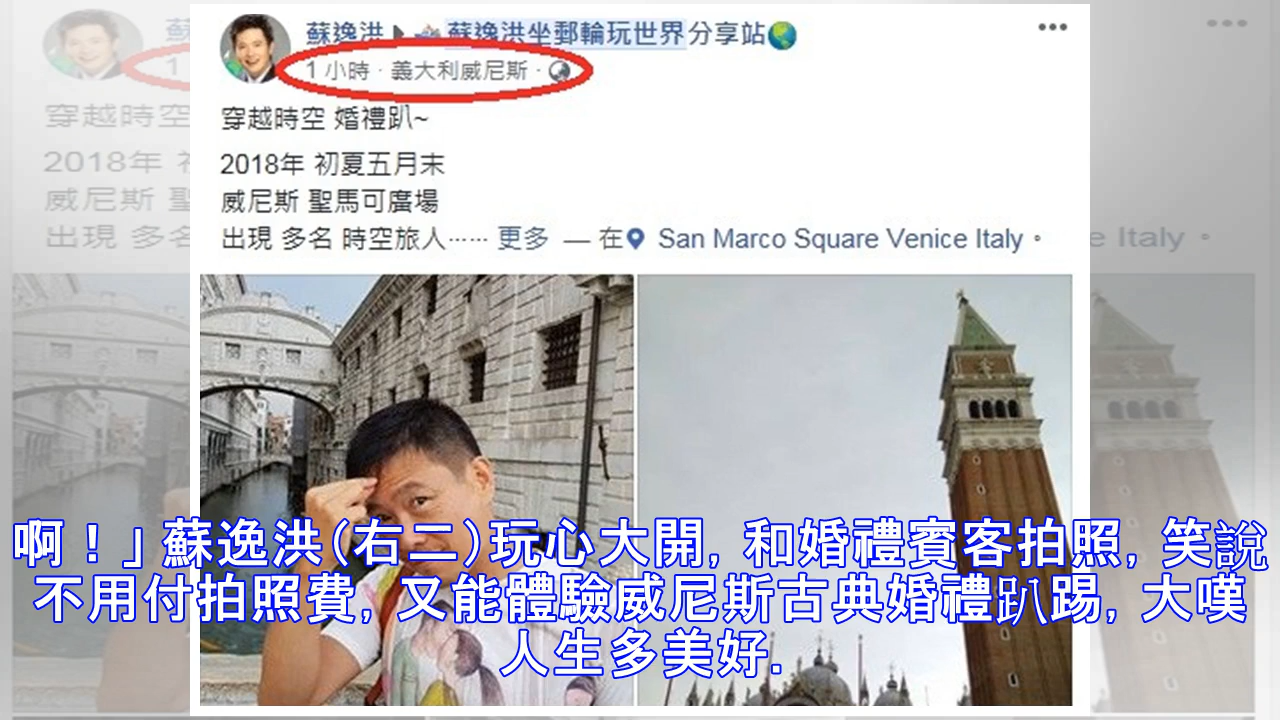 蘇逸洪 ▶ 蘇逸洪坐郵輪玩世界分享站
1 小時 · 義大利威尼斯 ·
穿越時空 婚禮趴~
2018年 初夏五月末
威尼斯 聖馬可廣場
出現 多名 時空旅人⋯⋯ 更多 — 在 San Marco Square Venice Italy。
啊！」蘇逸洪(右二)玩心大開, 和婚禮賓客拍照, 笑說
不用付拍照費, 又能體驗威尼斯古典婚禮趴踢, 大嘆
人生多美好.